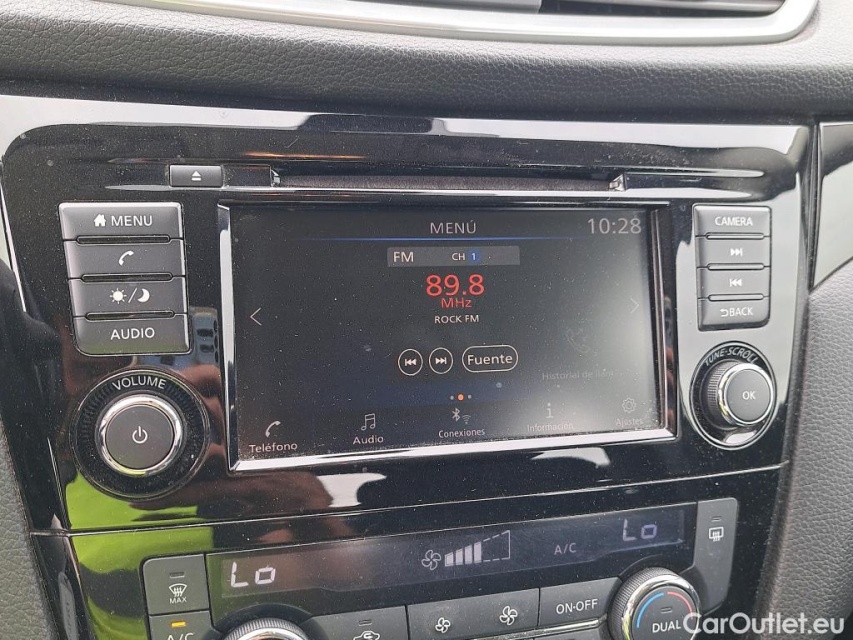 MENU
AUDIO
VOLUME
MENÚ
10:28
FM
CH 1
89.8
MHz
ROCK FM
Fuente
Teléfono
Audio
Conexiones
Información
Ajustes
CAMERA
BACK
TUNE·SCROLL
OK
Lo
A/C
Lo
MAX
A/C
ON·OFF
DUAL
CarOutlet.eu